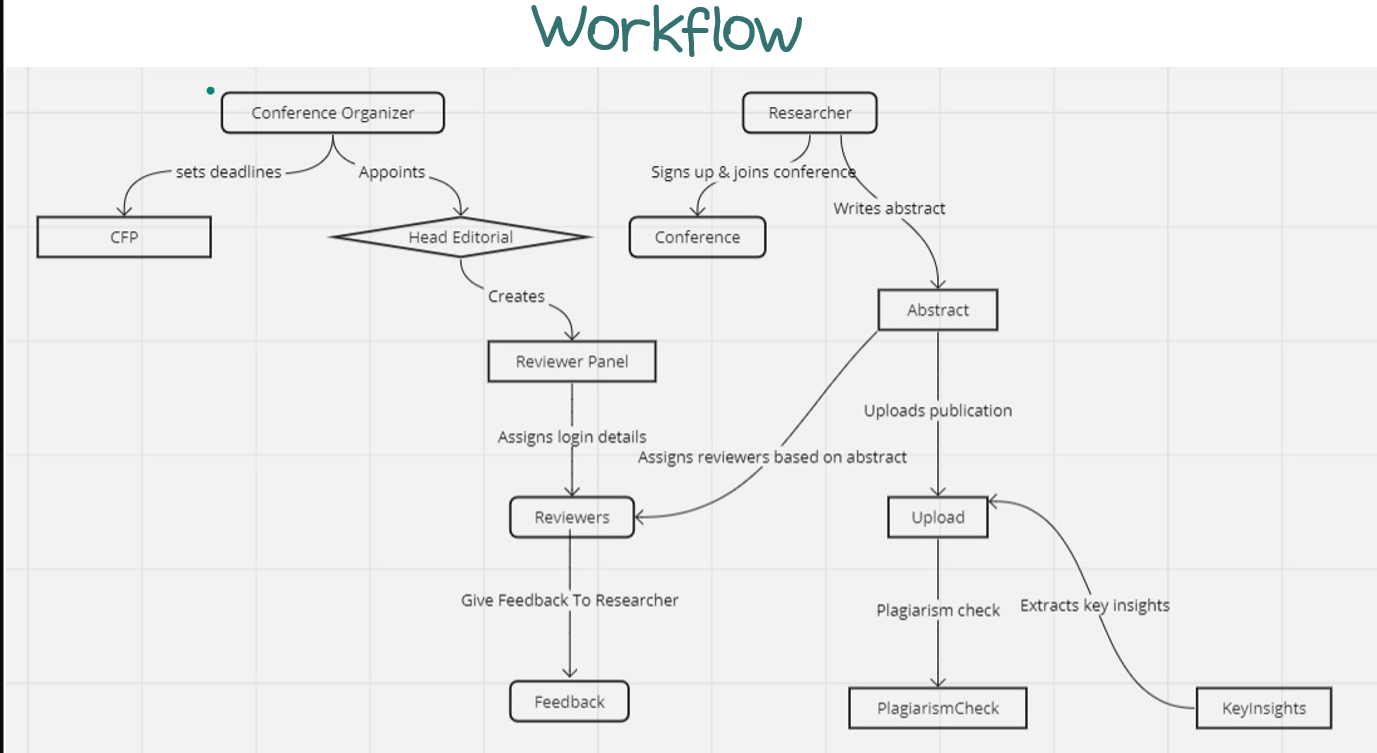 Workflow
Conference Organizer
Researcher
sets deadlines
Appoints
Signs up & joins conference
Writes abstract
CFP
Head Editorial
Conference
Creates
Abstract
Reviewer Panel
Uploads publication
Assigns login details
Assigns reviewers based on abstract
Reviewers
Upload
Give Feedback To Researcher
Plagiarism check
Extracts key insights
Feedback
PlagiarismCheck
KeyInsights